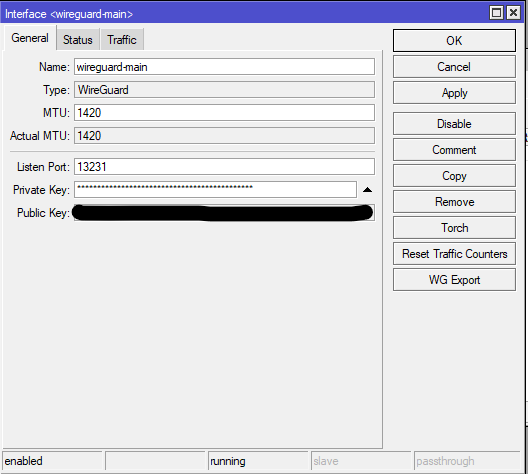 Interface <wireguard-main>
General Status Traffic
Name: wireguard-main
Type: WireGuard
MTU: 1420
Actual MTU: 1420
Listen Port: 13231
Private Key: ********************************************
Public Key:
OK
Cancel
Apply
Disable
Comment
Copy
Remove
Torch
Reset Traffic Counters
WG Export
enabled running slave passthrough